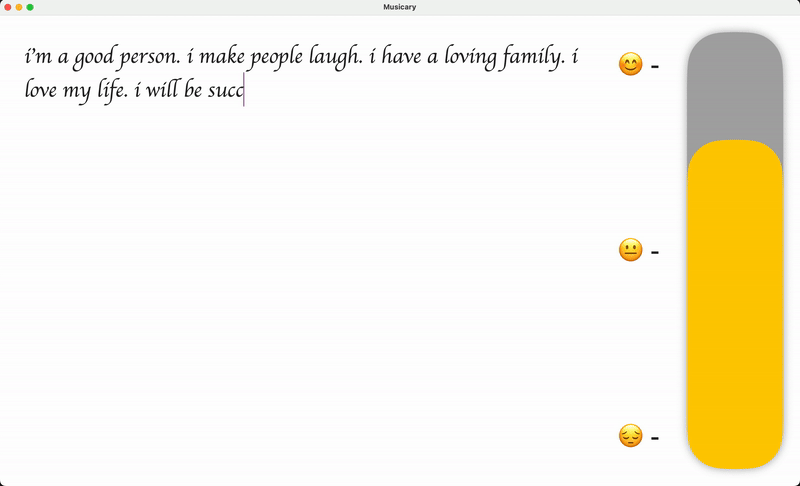 Musicary
i'm a good person. i make people laugh. i have a loving family. i
love my life. i will be succ
😊 -
😐 -
😔 -